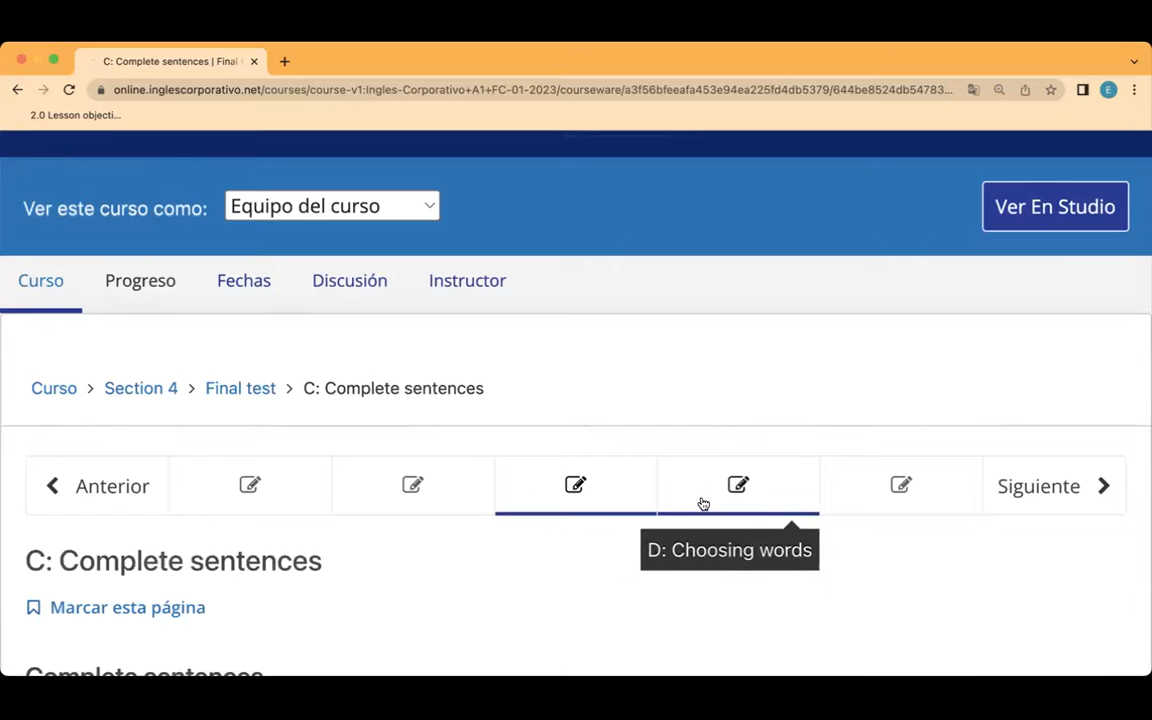 C: Complete sentences | Final
online.inglescorporativo.net/courses/course-v1:Ingles-Corporativo+A1+FC-01-2023/courseware/a3f56bfeeafa453e94ea225fd4db5379/644be8524db54783...
E
2.0 Lesson objecti...
Ver este curso como:
Equipo del curso
Ver En Studio
Curso Progreso Fechas Discusión Instructor
Curso > Section 4 > Final test > C: Complete sentences
Anterior
Siguiente
D: Choosing words
C: Complete sentences
Marcar esta página
Complete sentences